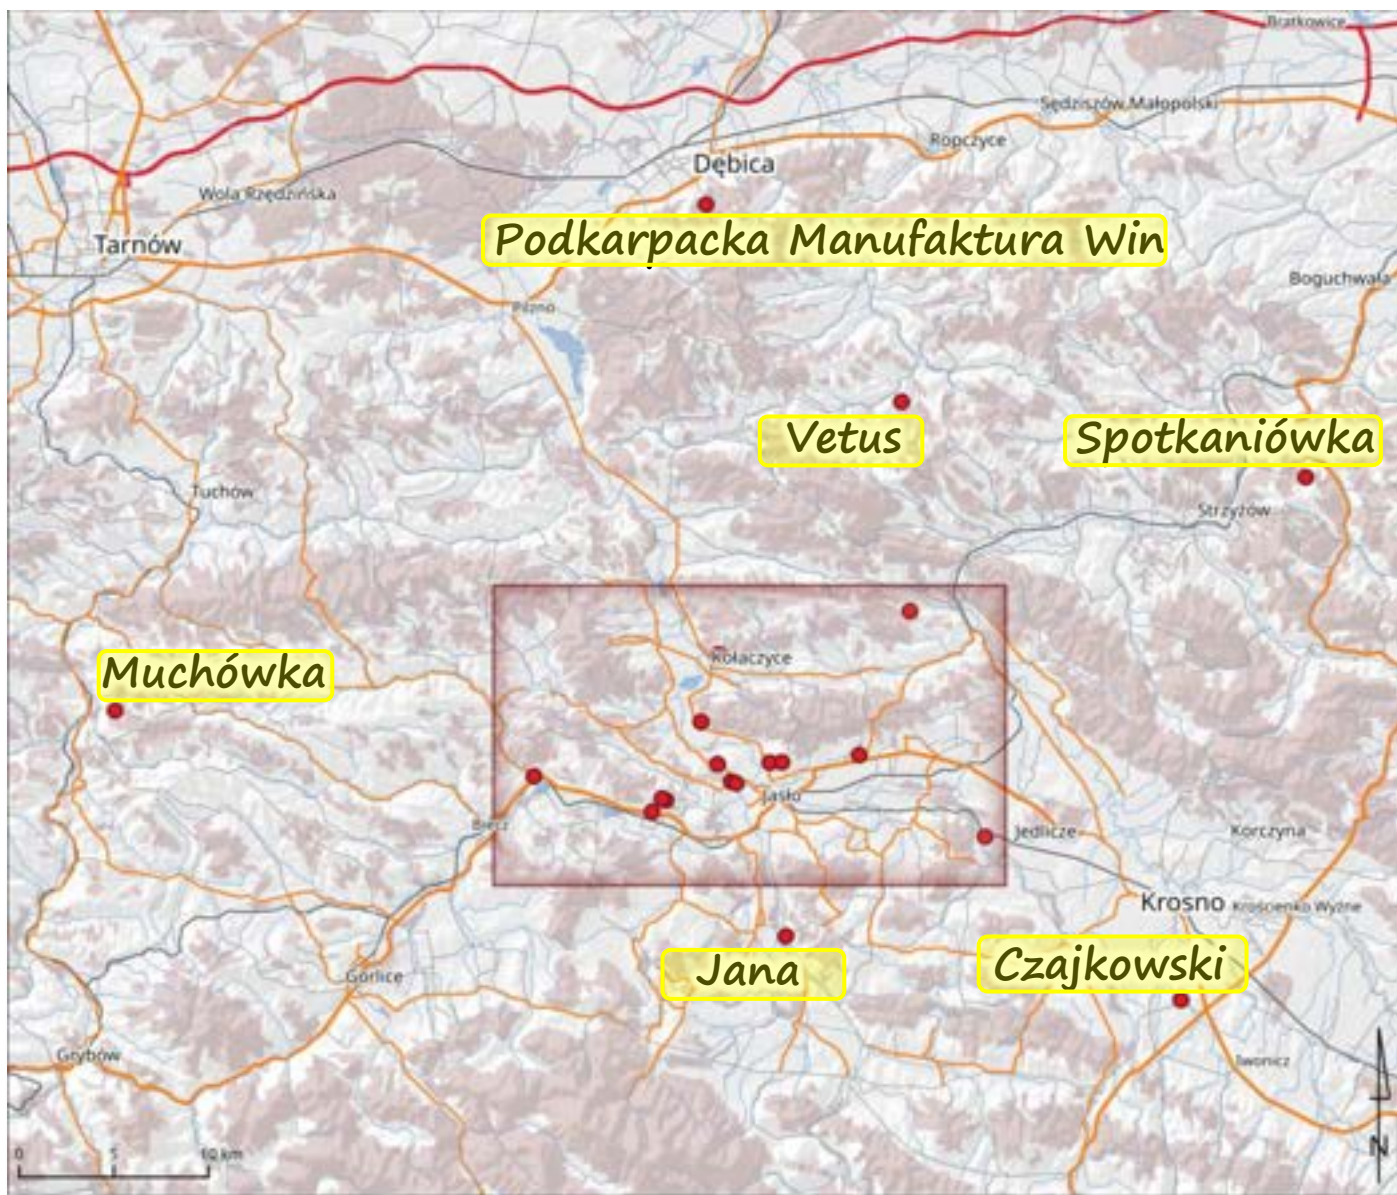 Bratkowice
Sędziszów Małopolski
Ropczyce
Dębica
Wola Rzędzińska
Podkarpacka Manufaktura Win
Tarnów
Boguchwała
Pilzno
Vetus
Spotkaniówka
Tuchów
Strzyżów
Kołaczyce
Muchówka
Jasło
Biecz
Jedlicze
Korczyna
Krosno
Krościenko Wyżne
Jana
Czajkowski
Gorlice
Grybów
Iwonicz
0 5 10 km
N